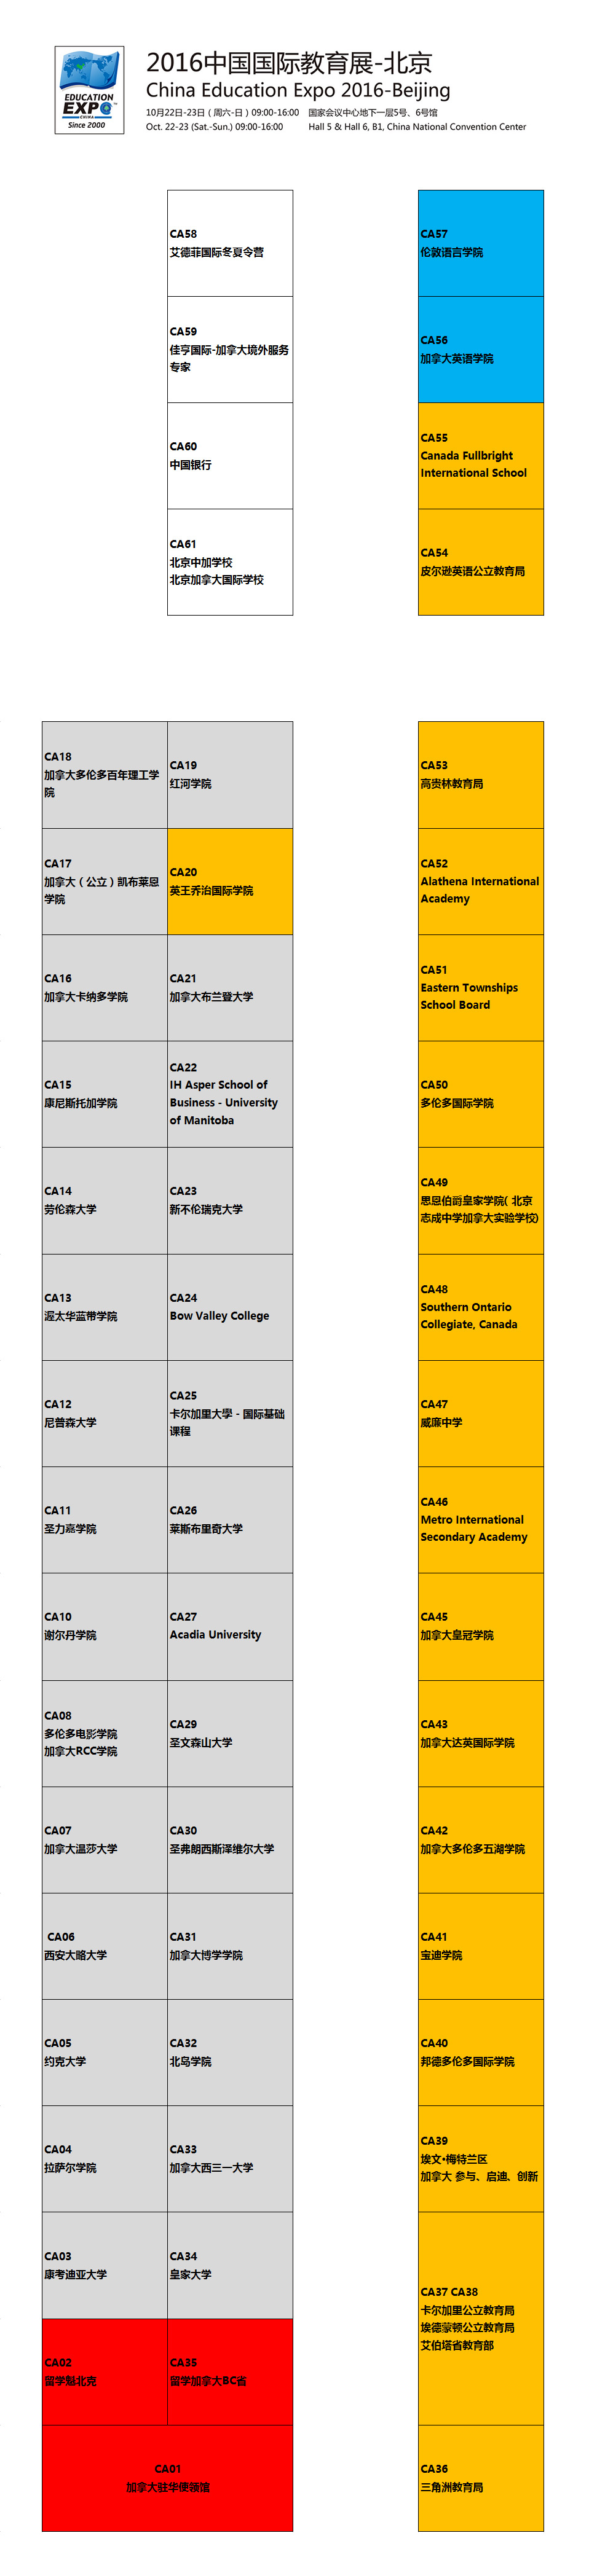 EDUCATION
EXPO
CHINA
TM
Since 2000
2016中国国际教育展-北京
China Education Expo 2016-Beijing
10月22日-23日 ( 周六-日 ) 09:00-16:00 国家会议中心地下一层5号、6号馆
Oct. 22-23 (Sat.-Sun.) 09:00-16:00 Hall 5 & Hall 6, B1, China National Convention Center
CA58
艾德菲国际冬夏令营
CA57
伦敦语言学院
CA59
佳亨国际-加拿大境外服务
专家
CA56
加拿大英语学院
CA60
中国银行
CA55
Canada Fullbright
International School
CA61
北京中加学校
北京加拿大国际学校
CA54
皮尔逊英语公立教育局
CA18
加拿大多伦多百年理工学
院
CA19
红河学院
CA53
高贵林教育局
CA17
加拿大（公立）凯布莱恩
学院
CA20
英王乔治国际学院
CA52
Alathena International
Academy
CA16
加拿大卡纳多学院
CA21
加拿大布兰登大学
CA51
Eastern Townships
School Board
CA15
康尼斯托加学院
CA22
IH Asper School of
Business - University
of Manitoba
CA50
多伦多国际学院
CA14
劳伦森大学
CA23
新不伦瑞克大学
CA49
思恩伯爵皇家学院( 北京
志成中学加拿大实验学校)
CA13
渥太华蓝带学院
CA24
Bow Valley College
CA48
Southern Ontario
Collegiate, Canada
CA12
尼普森大学
CA25
卡尔加里大學 - 国际基础
课程
CA47
威廉中学
CA11
圣力嘉学院
CA26
莱斯布里奇大学
CA46
Metro International
Secondary Academy
CA10
谢尔丹学院
CA27
Acadia University
CA45
加拿大皇冠学院
CA08
多伦多电影学院
加拿大RCC学院
CA29
圣文森山大学
CA43
加拿大达英国际学院
CA07
加拿大温莎大学
CA30
圣弗朗西斯泽维尔大学
CA42
加拿大多伦多五湖学院
CA06
西安大略大学
CA31
加拿大博学学院
CA41
宝迪学院
CA05
约克大学
CA32
北岛学院
CA40
邦德多伦多国际学院
CA04
拉萨尔学院
CA33
加拿大西三一大学
CA39
埃文·梅特兰区
加拿大 参与、启迪、创新
CA03
康考迪亚大学
CA34
皇家大学
CA37 CA38
卡尔加里公立教育局
埃德蒙顿公立教育局
艾伯塔省教育部
CA02
留学魁北克
CA35
留学加拿大BC省
CA01
加拿大驻华使领馆
CA36
三角洲教育局